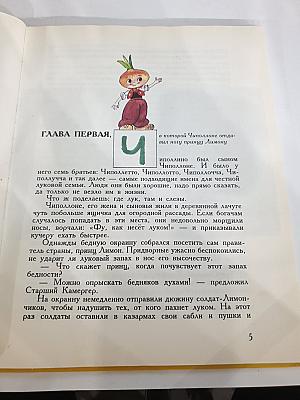 ГЛАВА ПЕРВАЯ,
в которой Чиполлоне отда-
вил ногу принцу Лимону
Ч
иполлино был сыном
Чиполлоне. И было у
него семь братьев: Чиполлетто, Чиполлотто, Чиполлочча, Чи-
поллучча и так далее — самые подходящие имена для честной
луковой семьи. Люди они были хорошие, надо прямо сказать,
да только не везло им в жизни.
Что ж поделаешь: где лук, там и слезы.
Чиполлоне, его жена и сыновья жили в деревянной лачуге
чуть побольше ящичка для огородной рассады. Если богачам
случалось попадать в эти места, они недовольно морщили
носы, ворчали: «Фу, как несет луком!» — и приказывали
кучеру ехать быстрее.
Однажды бедную окраину собрался посетить сам прави-
тель страны, принц Лимон. Придворные ужасно беспокоились,
не ударит ли луковый запах в нос его высочеству.
— Что скажет принц, когда почувствует этот запах
бедности?
— Можно опрыскать бедняков духами! — предложил
Старший Камергер.
На окраину немедленно отправили дюжину солдат-Лимон-
чиков, чтобы надушить тех, от кого пахнет луком. На этот
раз солдаты оставили в казармах свои сабли и пушки и
5